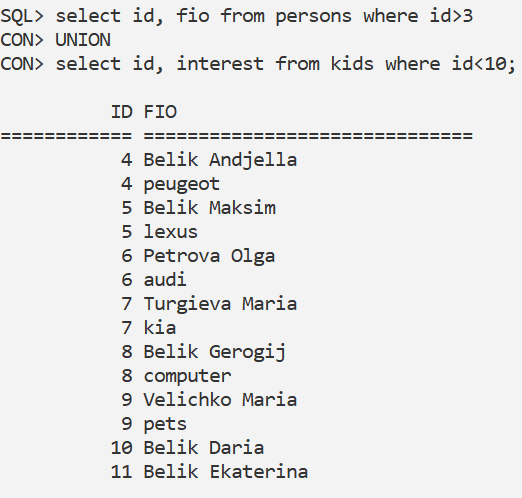 SQL> select id, fio from persons where id>3
CON> UNION
CON> select id, interest from kids where id<10;
ID FIO
============ ==============================
4 Belik Andjella
4 peugeot
5 Belik Maksim
5 lexus
6 Petrova Olga
6 audi
7 Turgieva Maria
7 kia
8 Belik Gerogij
8 computer
9 Velichko Maria
9 pets
10 Belik Daria
11 Belik Ekaterina